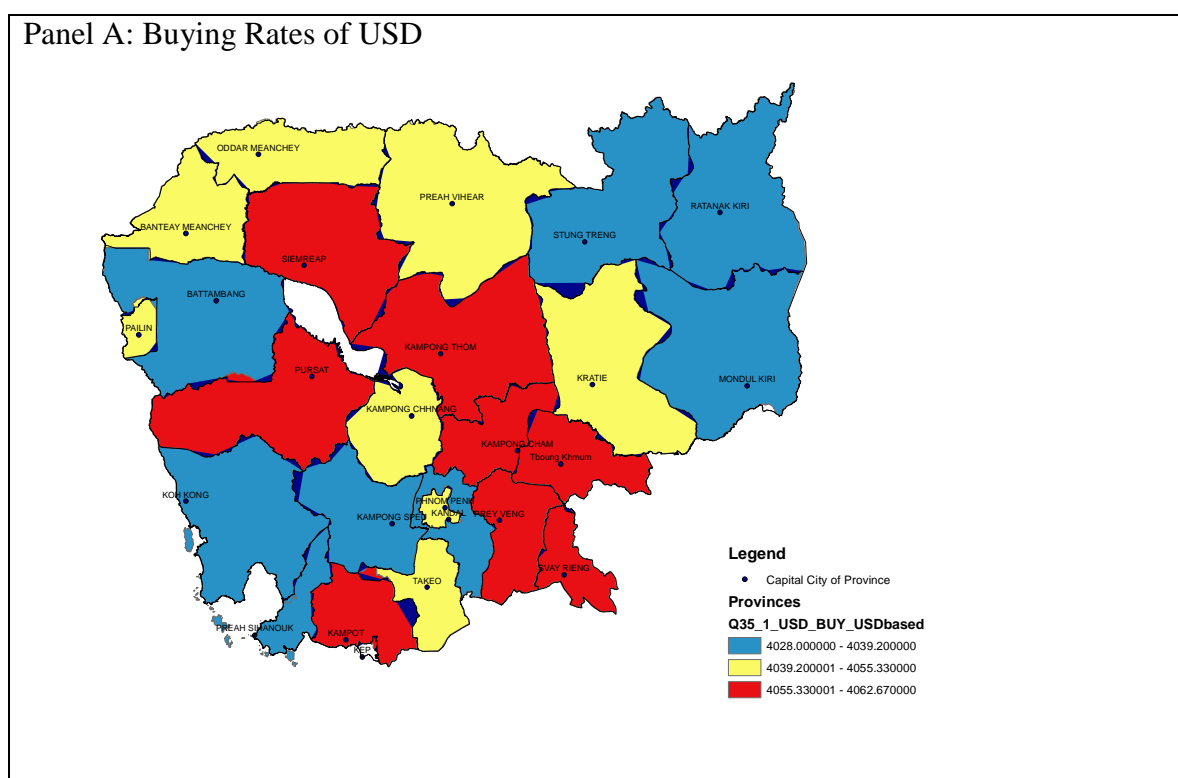 Panel A: Buying Rates of USD
ODDAR MEANCHEY
PREAH VIHEAR
RATANAK KIRI
BANTEAY MEANCHEY
STUNG TRENG
SIEMREAP
BATTAMBANG
PAILIN
KAMPONG THOM
PURSAT
KRATIE
MONDUL KIRI
KAMPONG CHHNANG
KAMPONG CHAM
Tboung Khmum
KOH KONG
PHNOM PENH
KANDAL
PREY VENG
KAMPONG SPEU
SVAY RIENG
TAKEO
PREAH SIHANOUK
KAMPOT
KEP
Legend
Capital City of Province
Provinces
Q35_1_USD_BUY_USDbased
4028.000000 - 4039.200000
4039.200001 - 4055.330000
4055.330001 - 4062.670000